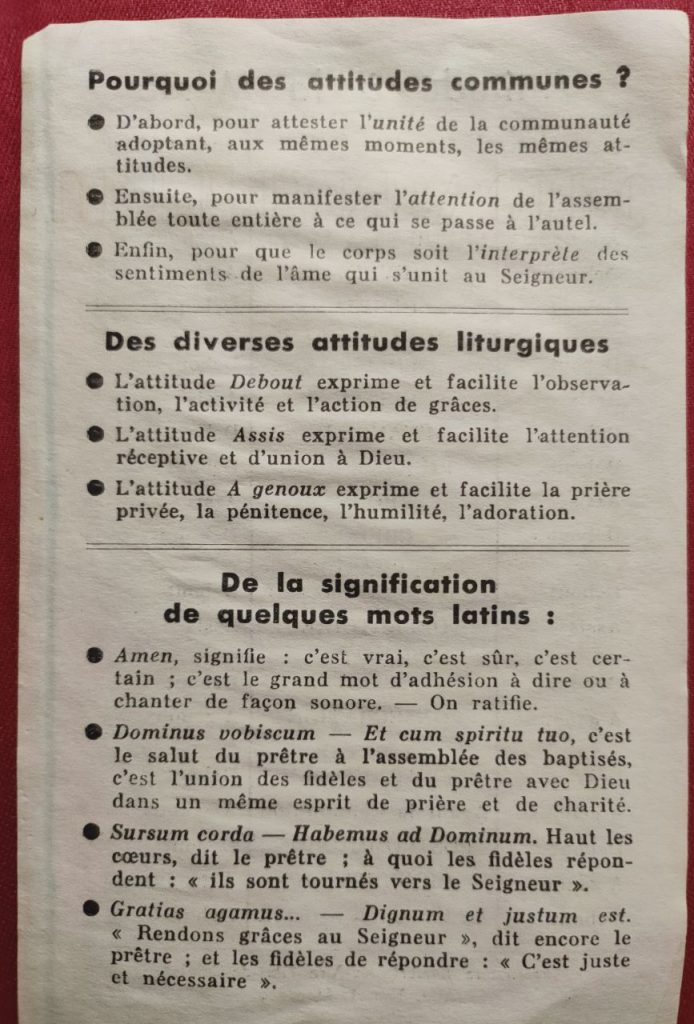 Pourquoi des attitudes communes ?
● D'abord, pour attester l'unité de la communauté
adoptant, aux mêmes moments, les mêmes at-
titudes.
● Ensuite, pour manifester l'attention de l'assem-
blée toute entière à ce qui se passe à l'autel.
● Enfin, pour que le corps soit l'interprète des
sentiments de l'âme qui s'unit au Seigneur.
Des diverses attitudes liturgiques
● L'attitude Debout exprime et facilite l'observa-
tion, l'activité et l'action de grâces.
● L'attitude Assis exprime et facilite l'attention
réceptive et d'union à Dieu.
● L'attitude A genoux exprime et facilite la prière
privée, la pénitence, l'humilité, l'adoration.
De la signification
de quelques mots latins :
● Amen, signifie : c'est vrai, c'est sûr, c'est cer-
tain ; c'est le grand mot d'adhésion à dire ou à
chanter de façon sonore. — On ratifie.
● Dominus vobiscum — Et cum spiritu tuo, c'est
le salut du prêtre à l'assemblée des baptisés,
c'est l'union des fidèles et du prêtre avec Dieu
dans un même esprit de prière et de charité.
● Sursum corda — Habemus ad Dominum. Haut les
cœurs, dit le prêtre ; à quoi les fidèles répon-
dent : « ils sont tournés vers le Seigneur ».
● Gratias agamus... — Dignum et justum est.
« Rendons grâces au Seigneur », dit encore le
prêtre ; et les fidèles de répondre : « C'est juste
et nécessaire ».